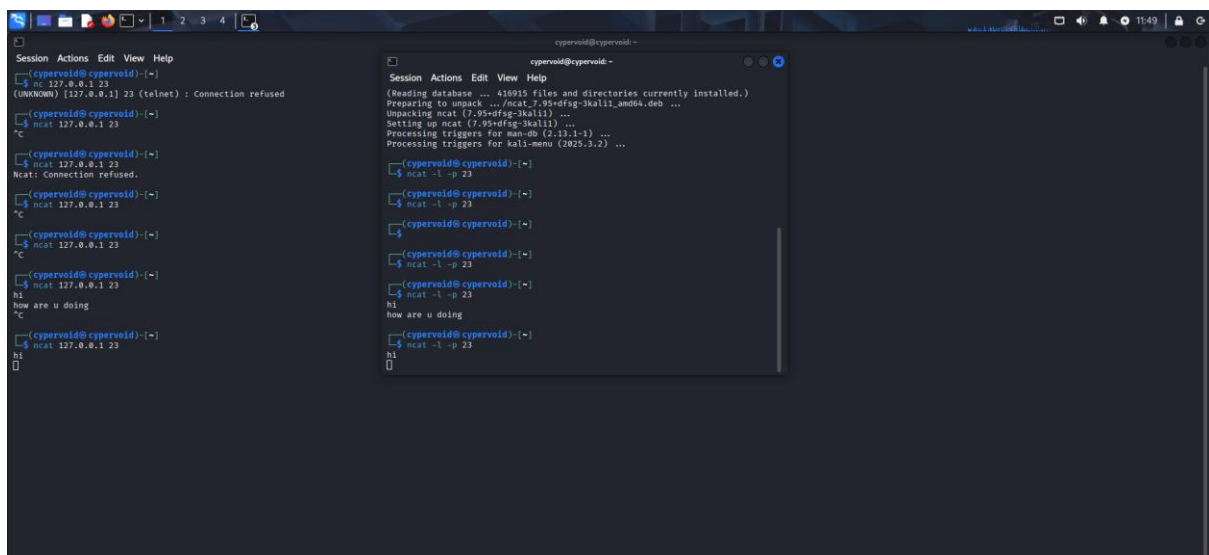 1 2 3 4
11:49
cypervoid@cypervoid: ~
Session Actions Edit View Help
(cypervoid㉿cypervoid)-[~]
$ nc 127.0.0.1 23
(UNKNOWN) [127.0.0.1] 23 (telnet) : Connection refused
(cypervoid㉿cypervoid)-[~]
$ ncat 127.0.0.1 23
^C
(cypervoid㉿cypervoid)-[~]
$ ncat 127.0.0.1 23
Ncat: Connection refused.
(cypervoid㉿cypervoid)-[~]
$ ncat 127.0.0.1 23
^C
(cypervoid㉿cypervoid)-[~]
$ ncat 127.0.0.1 23
^C
(cypervoid㉿cypervoid)-[~]
$ ncat 127.0.0.1 23
hi
how are u doing
^C
(cypervoid㉿cypervoid)-[~]
$ ncat 127.0.0.1 23
hi
cypervoid@cypervoid: ~
Session Actions Edit View Help
(Reading database ... 416915 files and directories currently installed.)
Preparing to unpack .../ncat_7.95+dfsg-3kali1_amd64.deb ...
Unpacking ncat (7.95+dfsg-3kali1) ...
Setting up ncat (7.95+dfsg-3kali1) ...
Processing triggers for man-db (2.13.1-1) ...
Processing triggers for kali-menu (2025.3.2) ...
(cypervoid㉿cypervoid)-[~]
$ ncat -l -p 23
(cypervoid㉿cypervoid)-[~]
$ ncat -l -p 23
(cypervoid㉿cypervoid)-[~]
$
(cypervoid㉿cypervoid)-[~]
$ ncat -l -p 23
(cypervoid㉿cypervoid)-[~]
$ ncat -l -p 23
hi
how are u doing
(cypervoid㉿cypervoid)-[~]
$ ncat -l -p 23
hi